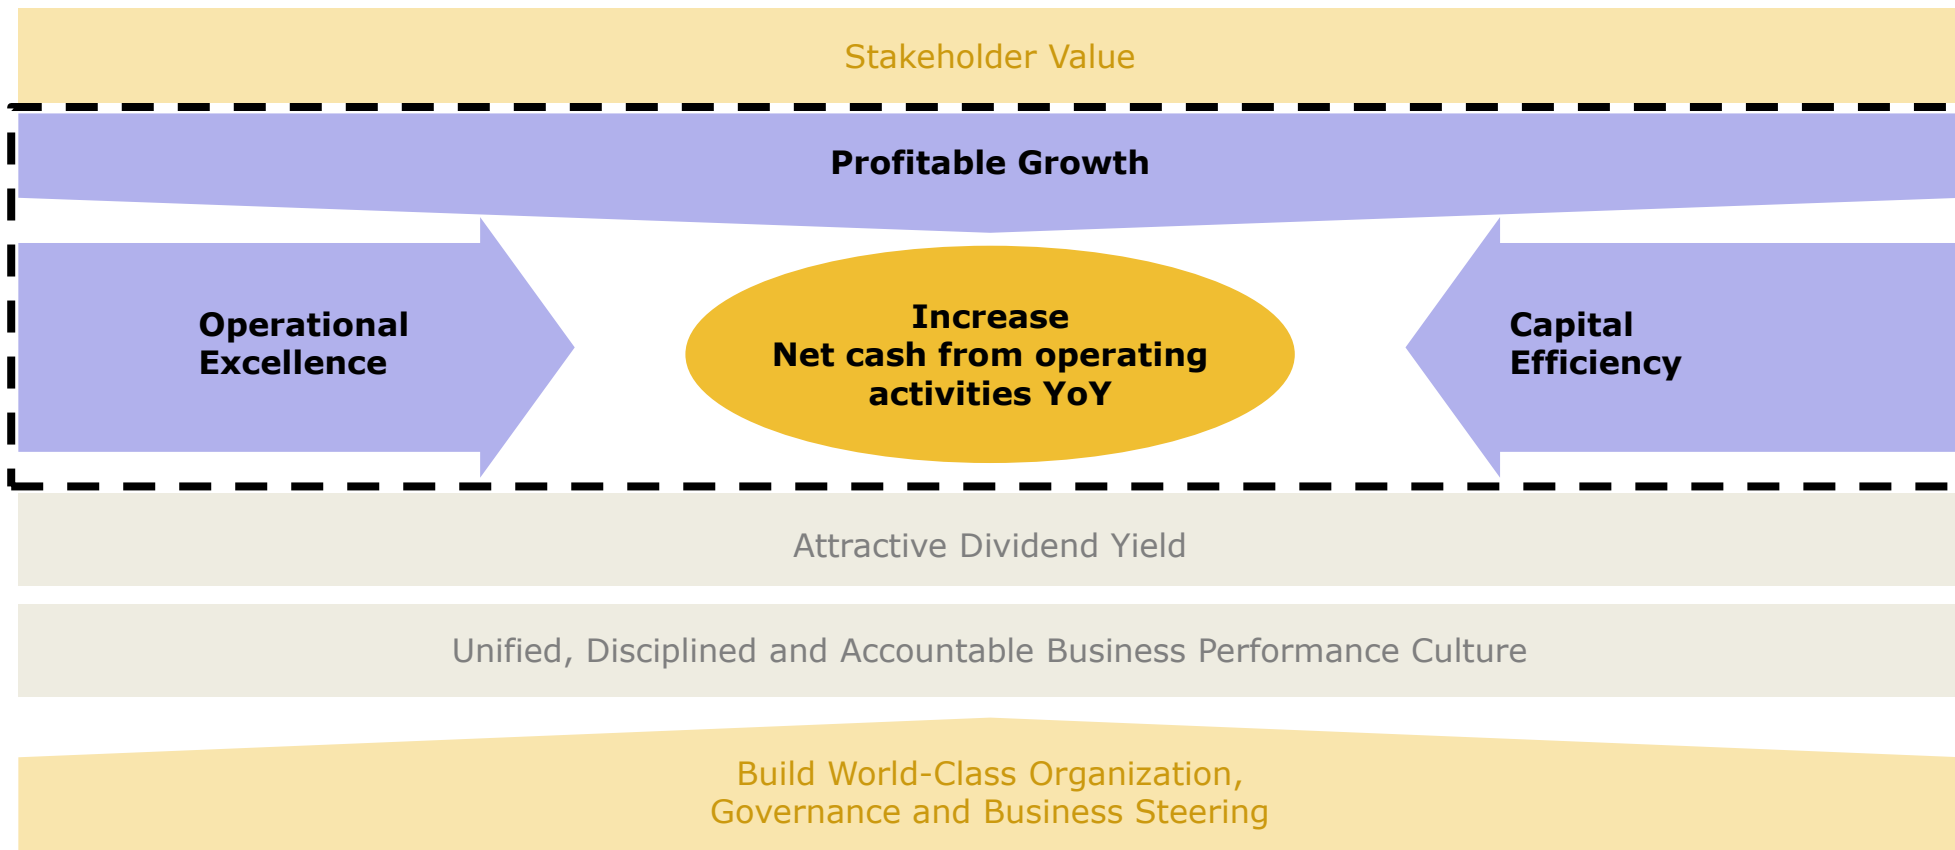 Stakeholder Value
Profitable Growth
Operational
Excellence
Increase
Net cash from operating
activities YoY
Capital
Efficiency
Attractive Dividend Yield
Unified, Disciplined and Accountable Business Performance Culture
Build World-Class Organization,
Governance and Business Steering